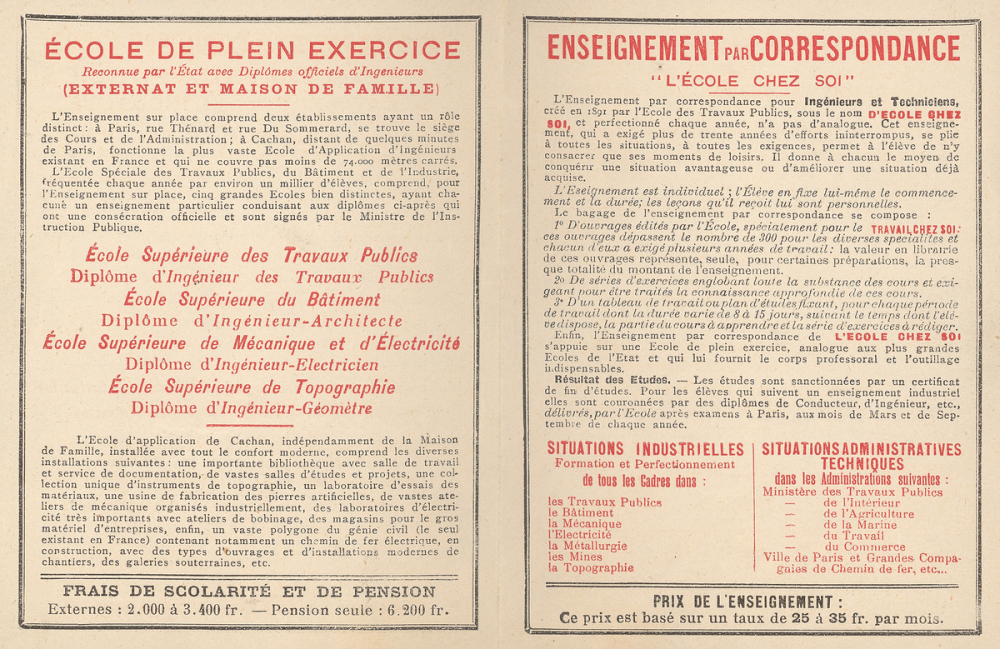 ÉCOLE DE PLEIN EXERCICE
Reconnue par l'État avec Diplômes officiels d'Ingenieurs
(EXTERNAT ET MAISON DE FAMILLE)
L'Enseignement sur place comprend deux établissements ayant un rôle
distinct : à Paris, rue Thénard et rue Du Sommerard, se trouve le siège
des Cours et de l'Administration ; à Cachan, distant de quelques minutes
de Paris, fonctionne la plus vaste Ecole d'Application d'Ingénieurs
existant en France et qui ne couvre pas moins de 74.000 mètres carrés.
L'Ecole Spéciale des Travaux Publics, du Bâtiment et de l'Industrie,
fréquentée chaque année par environ un millier d'élèves, comprend, pour
l'Enseignement sur place, cinq grandes Ecoles bien distinctes, ayant cha-
cune un enseignement particulier conduisant aux diplômes ci-après qui
ont une consécration officielle et sont signés par le Ministre de l'Ins-
truction Publique.
École Supérieure des Travaux Publics
Diplôme d'Ingénieur des Travaux Publics
École Supérieure du Bâtiment
Diplôme d'Ingénieur-Architecte
École Supérieure de Mécanique et d'Électricité
Diplôme d'Ingénieur-Electricien
École Supérieure de Topographie
Diplôme d'Ingénieur-Géomètre
L'Ecole d'application de Cachan, indépendamment de la Maison
de Famille, installée avec tout le confort moderne, comprend les diverses
installations suivantes : une importante bibliothèque avec salle de travail
et service de documentation, de vastes salles d'études et projets, une col-
lection unique d'instruments de topographie, un laboratoire d'essais des
matériaux, une usine de fabrication des pierres artificielles, de vastes ate-
liers de mécanique organisés industriellement, des laboratoires d'électri-
cité très importants avec ateliers de bobinage, des magasins pour le gros
matériel d'entreprises, enfin, un vaste polygone du génie civil (le seul
existant en France) contenant notamment un chemin de fer électrique, en
construction, avec des types d'ouvrages et d'installations modernes de
chantiers, des galeries souterraines, etc.
FRAIS DE SCOLARITÉ ET DE PENSION
Externes : 2.000 à 3.400 fr. — Pension seule : 6.200 fr.
ENSEIGNEMENT PAR CORRESPONDANCE
"L'ÉCOLE CHEZ SOI"
L'Enseignement par correspondance pour Ingénieurs et Techniciens,
créé en 1891 par l'Ecole des Travaux Publics, sous le nom D'ECOLE CHEZ
SOI, et perfectionné chaque année, n'a pas d'analogue. Cet enseigne-
ment, qui a exigé plus de trente années d'efforts ininterrompus, se plie
à toutes les situations, à toutes les exigences, permet à l'élève de n'y
consacrer que ses moments de loisirs. Il donne à chacun le moyen de
conquérir une situation avantageuse ou d'améliorer une situation déjà
acquise.
L'Eseignement est individuel ; l'Élève en fixe lui-même le commence-
ment et la durée; les leçons qu'il reçoit lui sont personnelles.
Le bagage de l'enseignement par correspondance se compose :
1º D'ouvrages édités par l'École, spécialement pour le TRAVAIL CHEZ SOI :
ces ouvrages dépassent le nombre de 300 pour les diverses spécialités et
chacun d'eux a exigé plusieurs années de travail ; la valeur en librairie
de ces ouvrages représente, seule, pour certaines préparations, la pres-
que totalité du montant de l'enseignement.
2º De séries d'exercices englobant toute la substance des cours et exi-
geant pour être traités la connaissance approfondie de ces cours.
3º D'un tableau de travail ou plan d'études fixant, pour chaque période
de travail dont la durée varie de 8 à 15 jours, suivant le temps dont l'élè-
ve dispose, la partie du cours à apprendre et la série d'exercices à rédiger.
Enfin, l'Enseignement par correspondance de L'ECOLE CHEZ SOI
s'appuie sur une Ecole de plein exercice, analogue aux plus grandes
Ecoles de l'Etat et qui lui fournit le corps professoral et l'outillage
indispensables.
Résultat des Etudes. — Les études sont sanctionnées par un certificat
de fin d'études. Pour les élèves qui suivent un enseignement industriel
elles sont couronnées par des diplômes de Conducteur, d'Ingénieur, etc.,
délivrés, par l'Ecole après examens à Paris, aux mois de Mars et de Sep-
tembre de chaque année.
SITUATIONS INDUSTRIELLES
Formation et Perfectionnement
de tous les Cadres dans :
les Travaux Publics
le Bâtiment
la Mécanique
l'Electricité
la Métallurgie
les Mines
la Topographie
SITUATIONS ADMINISTRATIVES
TECHNIQUES
dans les Administrations suivantes :
Ministère des Travaux Publics
— de l'Intérieur
— de l'Agriculture
— de la Marine
— du Travail
— du Commerce
Ville de Paris et Grandes Compa-
gnies de Chemin de fer, etc...
PRIX DE L'ENSEIGNEMENT :
Ce prix est basé sur un taux de 25 à 35 fr. par mois.